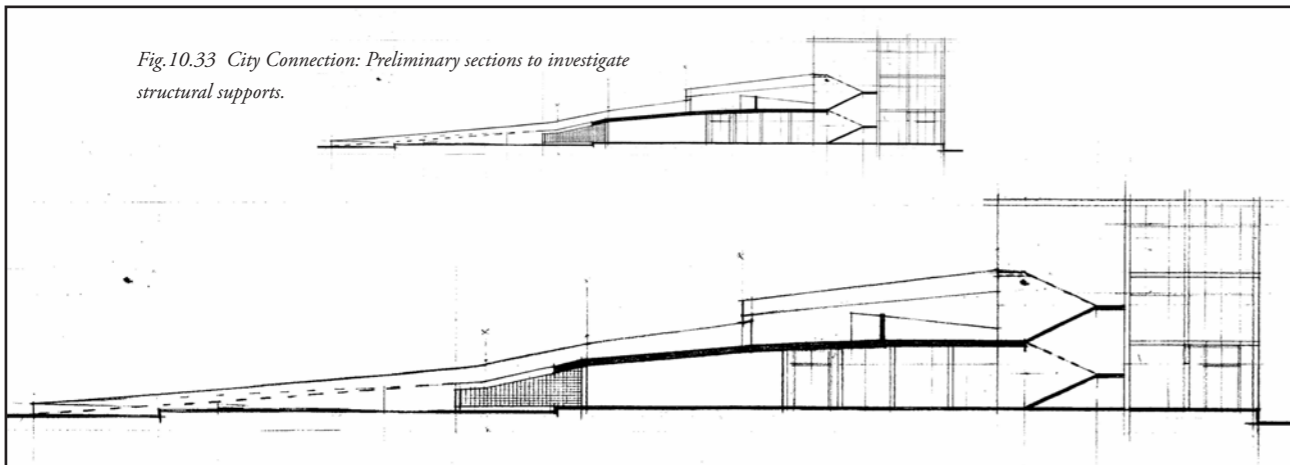 Fig.10.33 City Connection: Preliminary sections to investigate
structural supports.